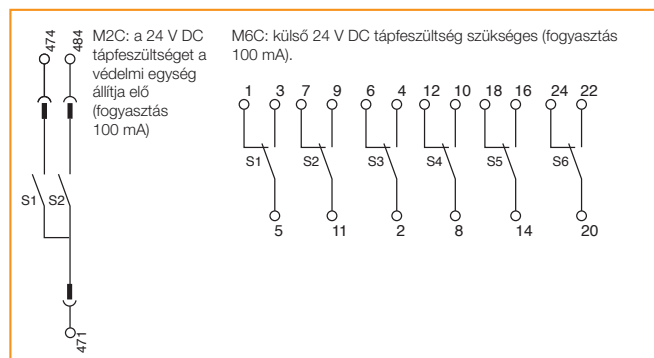 474 484
M2C: a 24 V DC
tápfeszültséget a
védelmi egység
állítja elő
(fogyasztás
100 mA)
S1 S2
471
M6C: külső 24 V DC tápfeszültség szükséges (fogyasztás
100 mA).
1 3 7 9 6 4 12 10 18 16 24 22
S1 S2 S3 S4 S5 S6
5 11 2 8 14 20